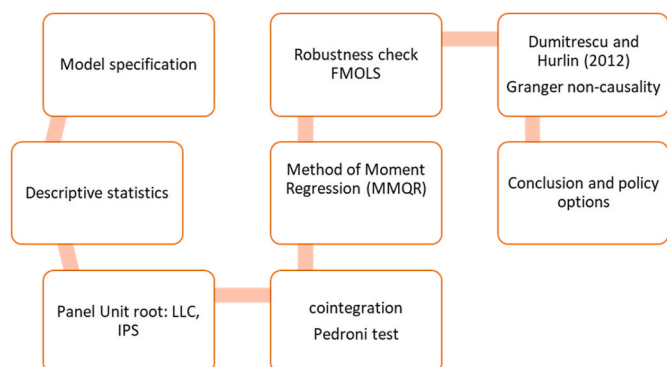 Model specification
Descriptive statistics
Panel Unit root: LLC,
IPS
cointegration
Pedroni test
Method of Moment
Regression (MMQR)
Robustness check
FMOLS
Dumitrescu and
Hurlin (2012)
Granger non-causality
Conclusion and policy
options